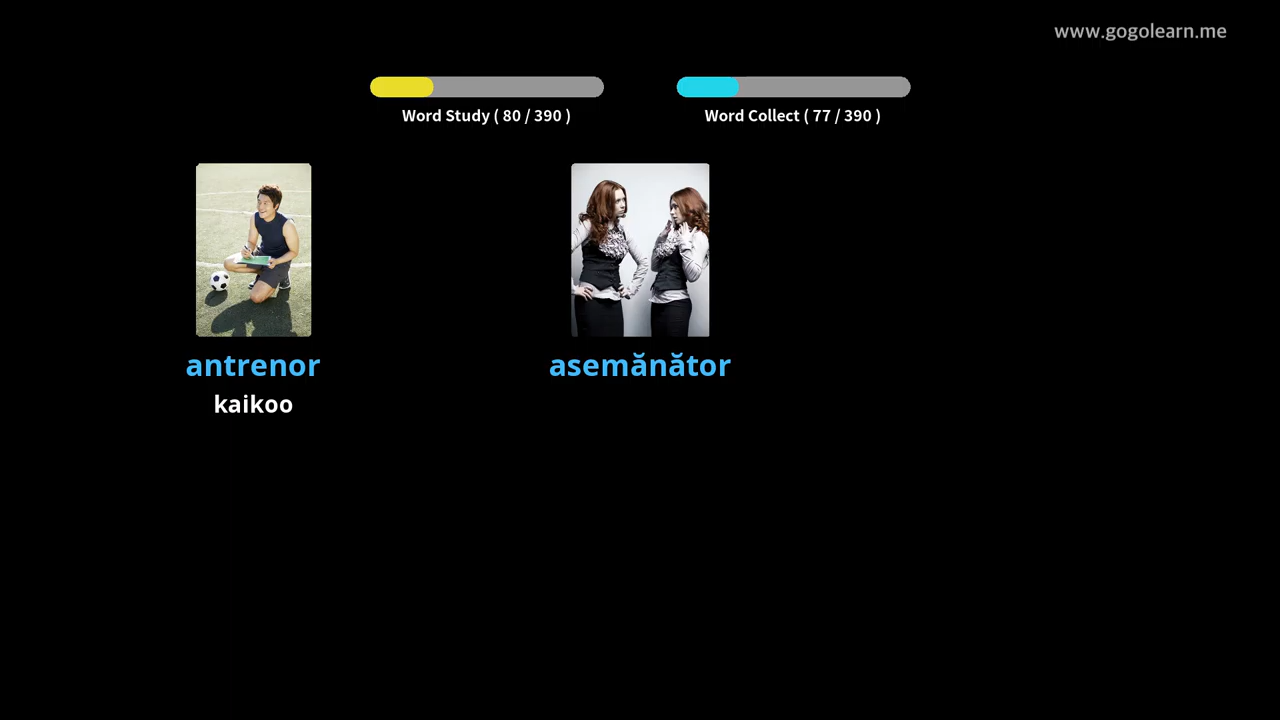 www.gogolearn.me
Word Study ( 80 / 390 )
Word Collect ( 77 / 390 )
antrenor
asemănător
kaikoo